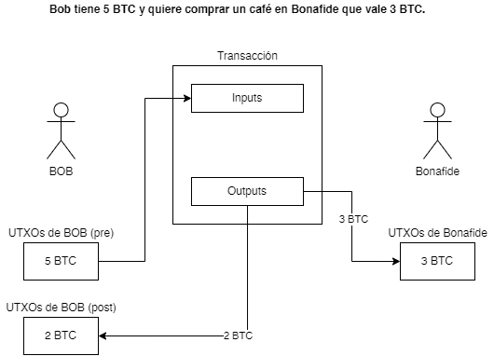 Bob tiene 5 BTC y quiere comprar un café en Bonafide que vale 3 BTC.
Transacción
Inputs
BOB
Bonafide
Outputs
3 BTC
UTXOs de BOB (pre)
UTXOs de Bonafide
5 BTC
3 BTC
UTXOs de BOB (post)
2 BTC
2 BTC